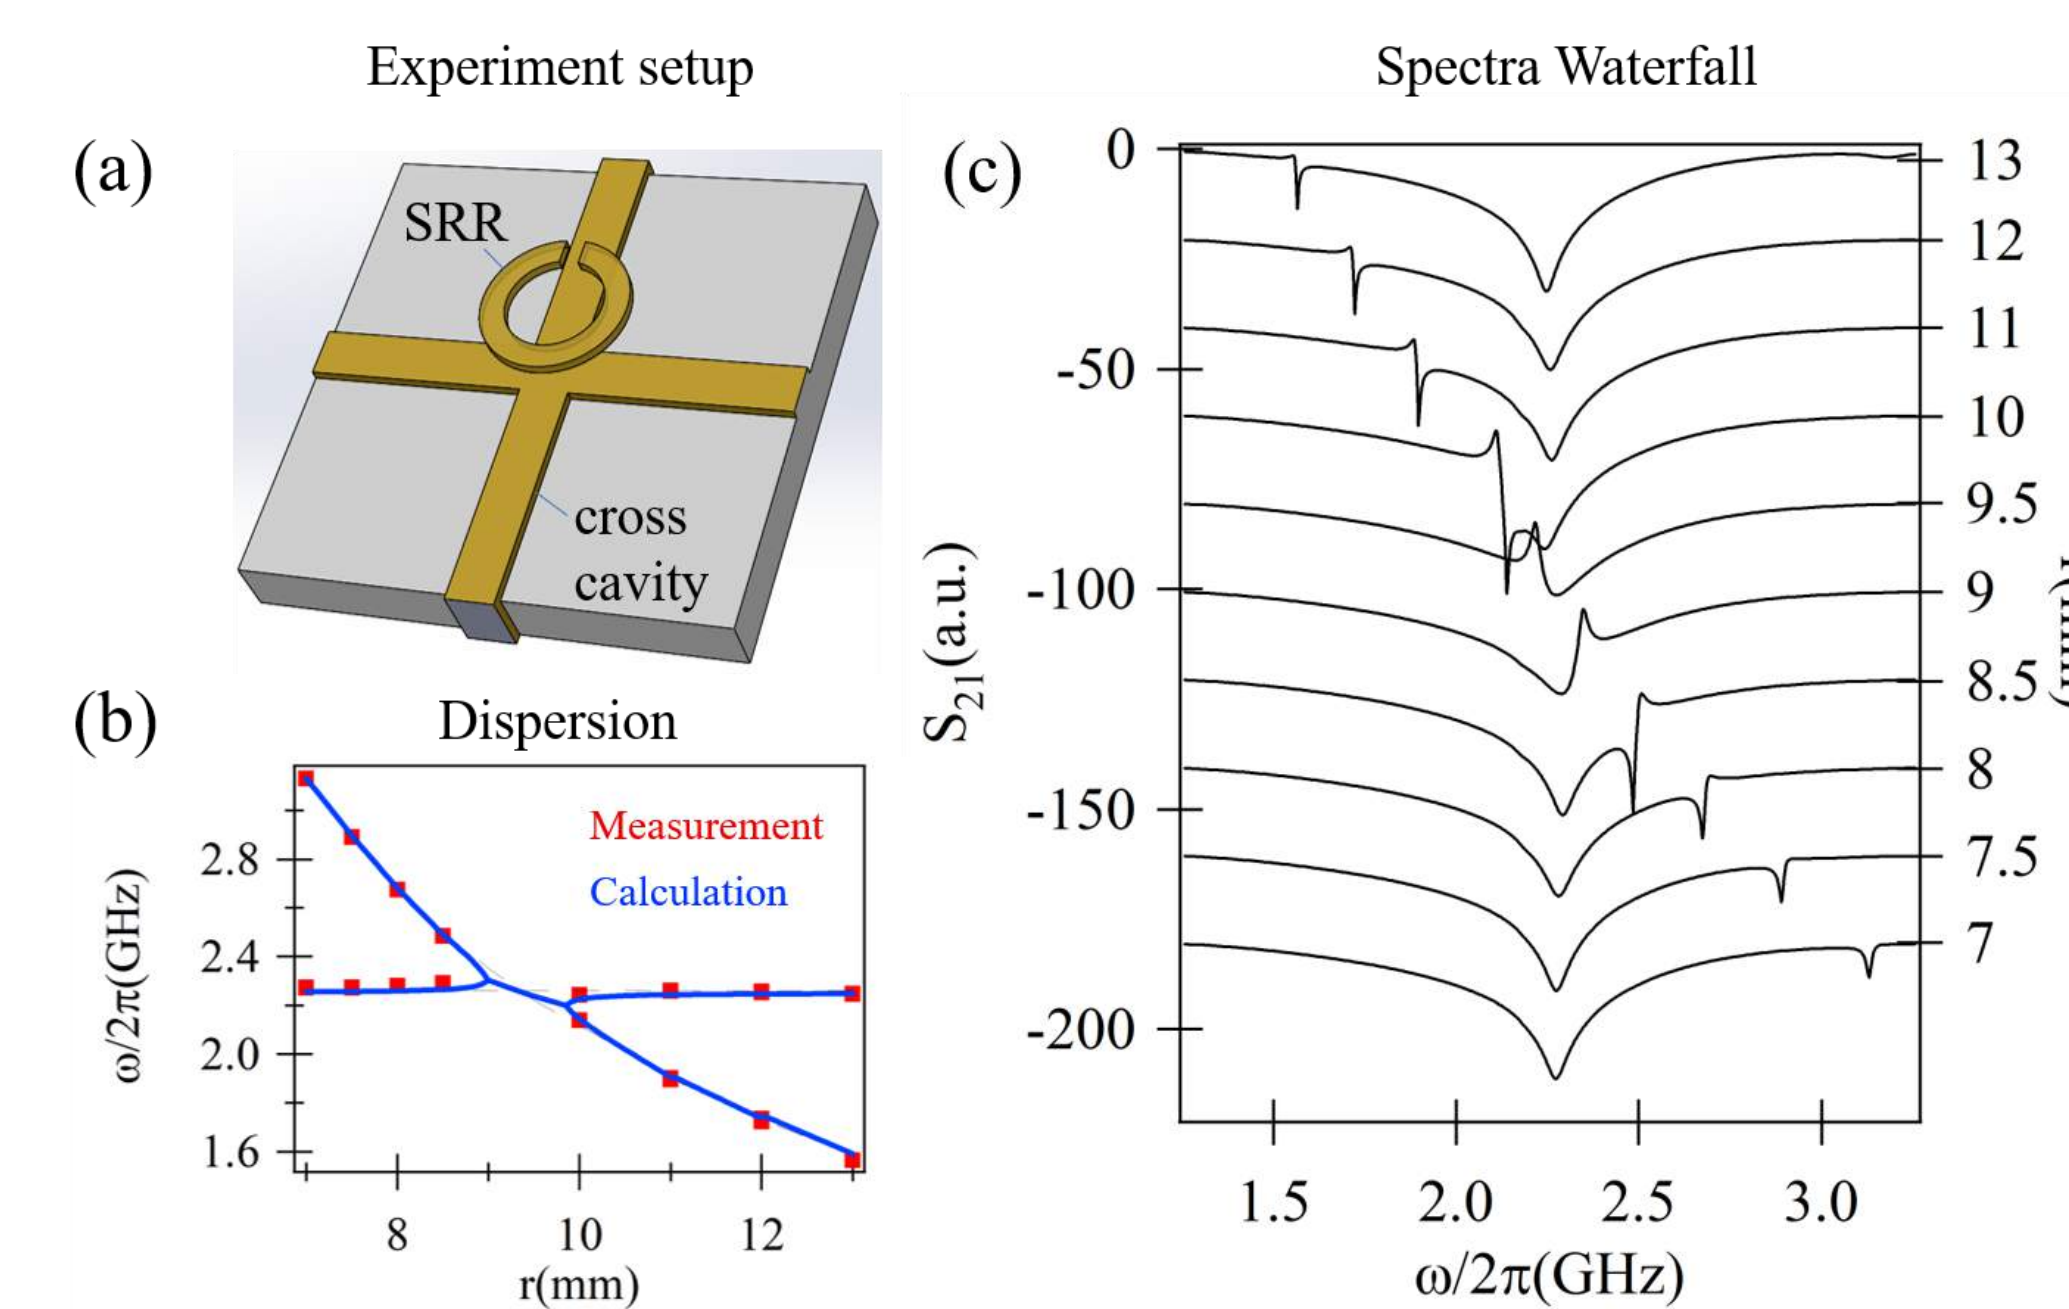 Experiment setup
Spectra Waterfall
(a)
SRR
cross
cavity
(b)
Dispersion
Measurement
Calculation
2.8
2.4
2.0
1.6
ω/2π(GHz)
8
10
12
r(mm)
(c)
0
-50
-100
-150
-200
S21(a.u.)
13
12
11
10
9.5
9
8.5
8
7.5
7
1.5
2.0
2.5
3.0
ω/2π(GHz)